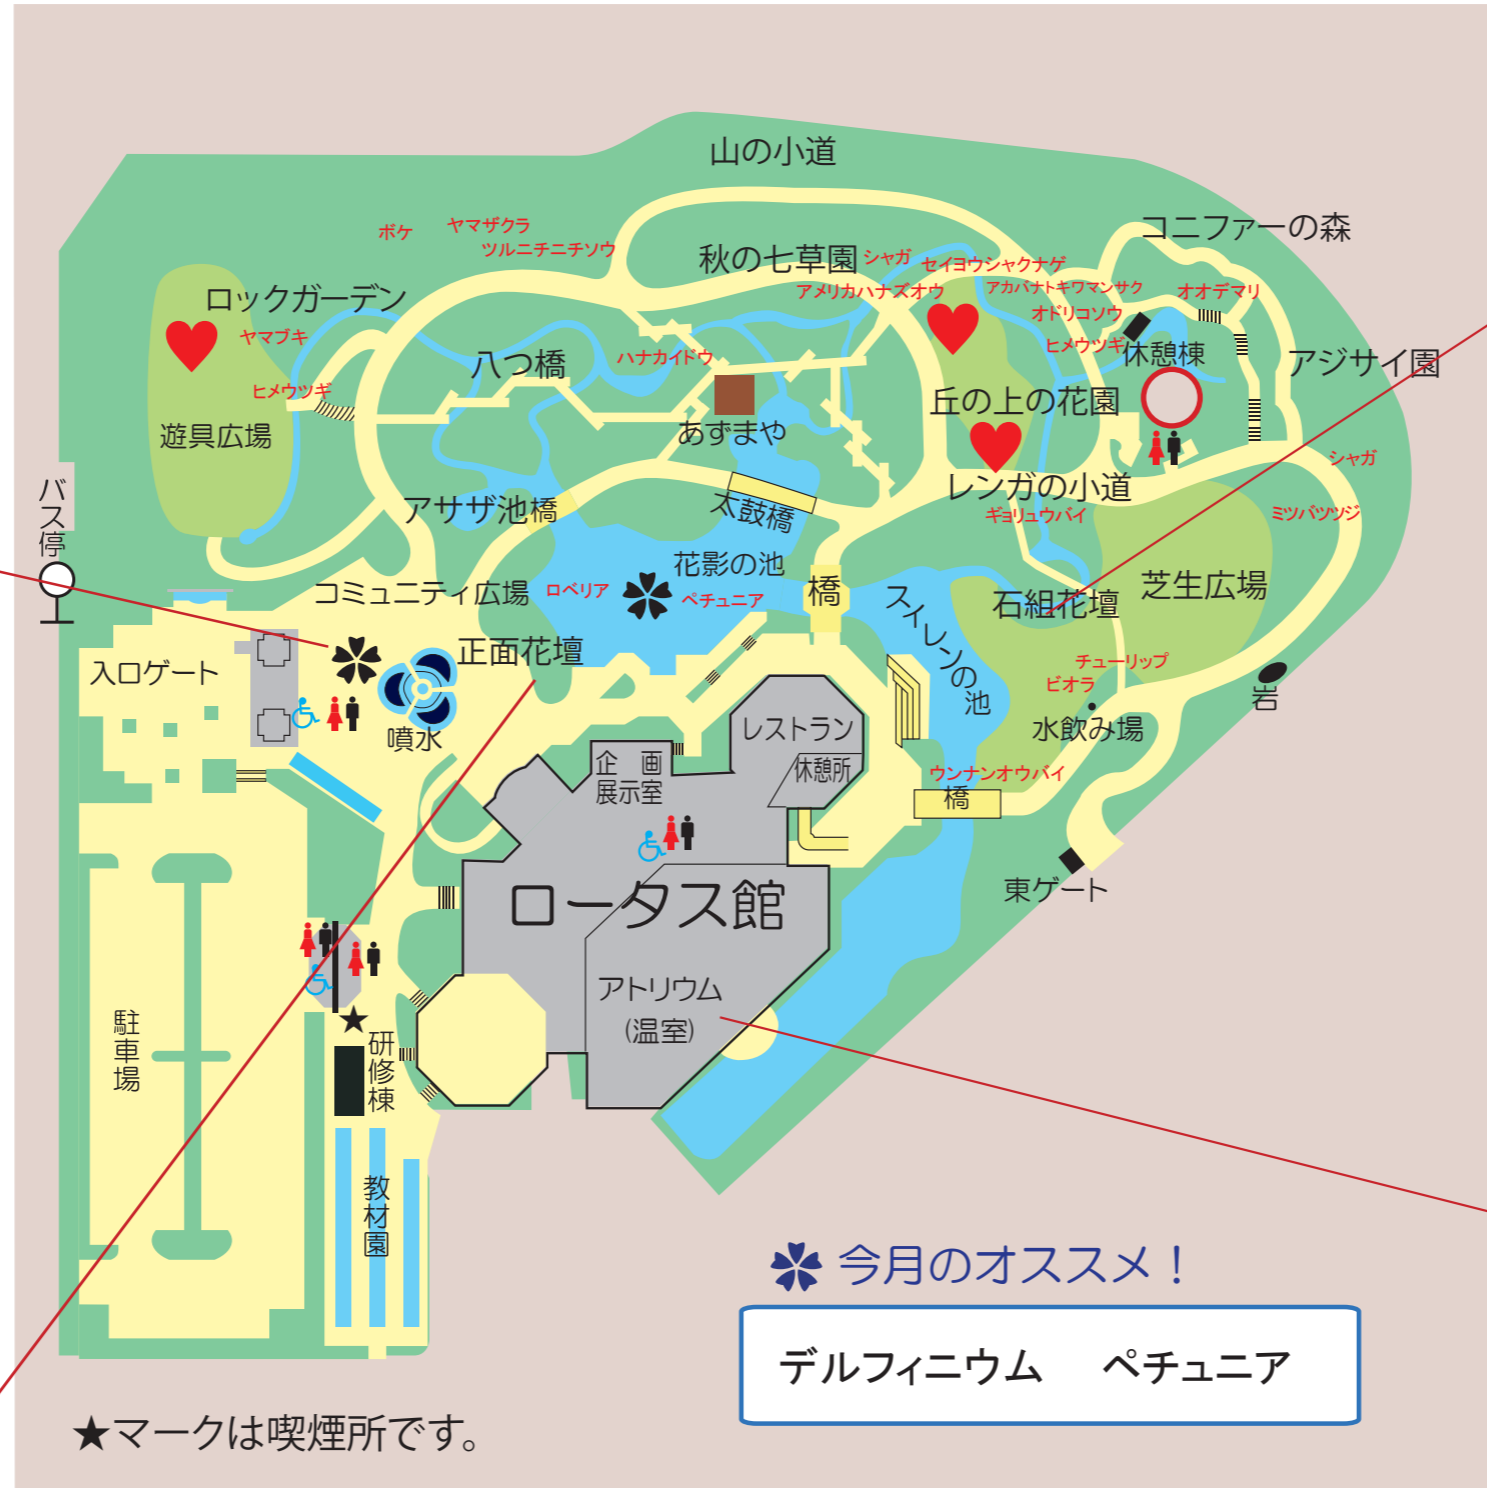 山の小道
コニファーの森
ボケ
ヤマザクラ
ツルニチニチソウ
秋の七草園
シャガ
セイヨウシャクナゲ
アメリカハナズオウ
アカバナトキワマンサク
オオデマリ
オドリコソウ
ヒメウツギ
休憩棟
ロックガーデン
ヤマブキ
ヒメウツギ
遊具広場
八つ橋
ハナカイドウ
あずまや
丘の上の花園
アジサイ園
シャガ
ミツバツツジ
レンガの小道
ギョリュウバイ
バス停
アサザ池
橋
太鼓橋
花影の池
ロベリア
ペチュニア
橋
コミュニティ広場
スイレンの池
石組花壇
芝生広場
チューリップ
ビオラ
水飲み場
岩
入口ゲート
正面花壇
噴水
企画
展示室
レストラン
休憩所
ウンナンオウバイ
橋
東ゲート
ロータス館
アトリウム
(温室)
駐車場
★
研修棟
教材園
今月のオススメ！
デルフィニウム ペチュニア
★マークは喫煙所です。